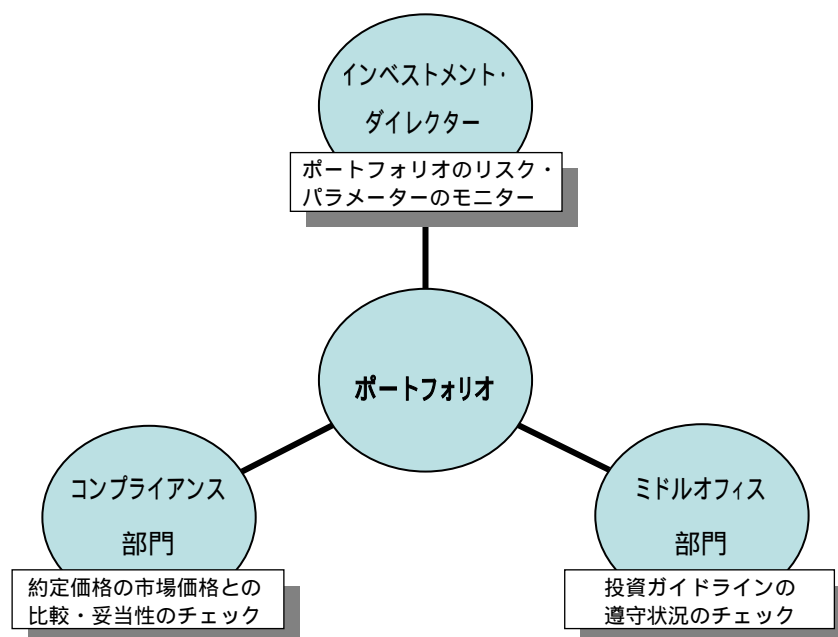 インベストメント・
ダイレクター
ポートフォリオのリスク・
パラメーターのモニター
ポートフォリオ
コンプライアンス
部門
約定価格の市場価格との
比較・妥当性のチェック
ミドルオフィス
部門
投資ガイドラインの
遵守状況のチェック